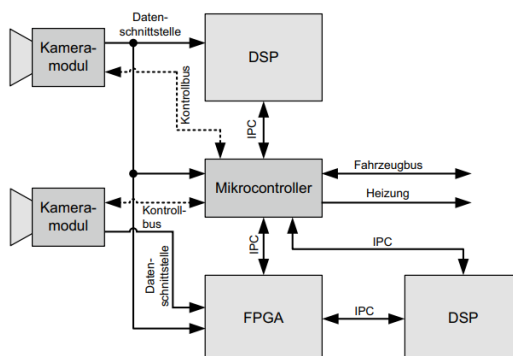 Daten-
schnittstelle
Kamera-
modul
DSP
Kontrollbus
IPC
Mikrocontroller
Fahrzeugbus
Heizung
Kamera-
modul
Kontroll-
bus
Daten-
schnittstelle
IPC
IPC
FPGA
IPC
DSP